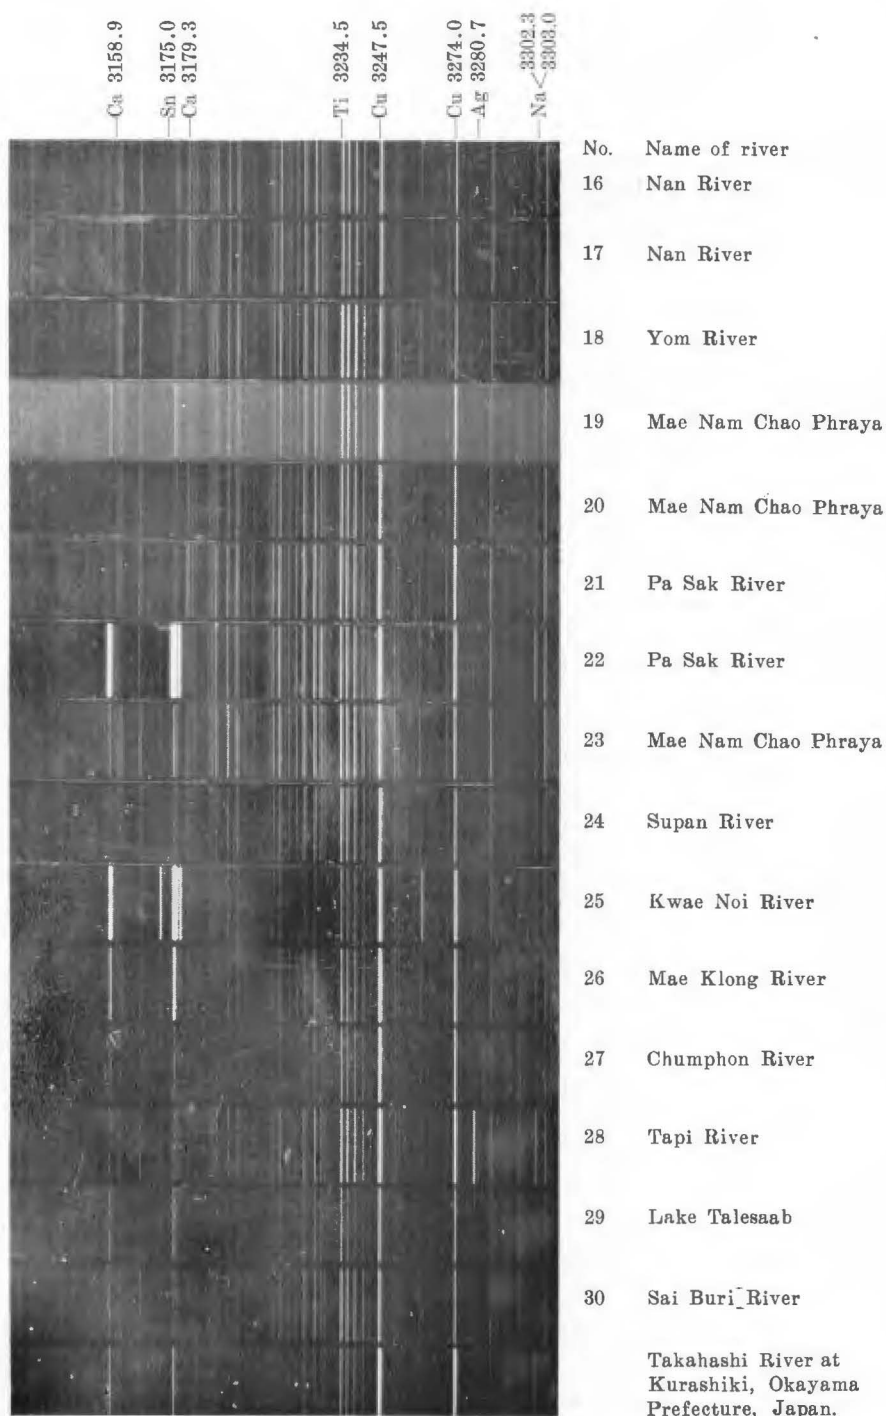 Ca 3158.9
Sn 3175.0
Ca 3179.3
Ti 3234.5
Cu 3247.5
Cu 3274.0
Ag 3280.7
Na< 3302.3
3303.0
No. Name of river
16 Nan River
17 Nan River
18 Yom River
19 Mae Nam Chao Phraya
20 Mae Nam Chao Phraya
21 Pa Sak River
22 Pa Sak River
23 Mae Nam Chao Phraya
24 Supan River
25 Kwae Noi River
26 Mae Klong River
27 Chumphon River
28 Tapi River
29 Lake Talesaab
30 Sai Buri River
Takahashi River at
Kurashiki, Okayama
Prefecture, Japan.